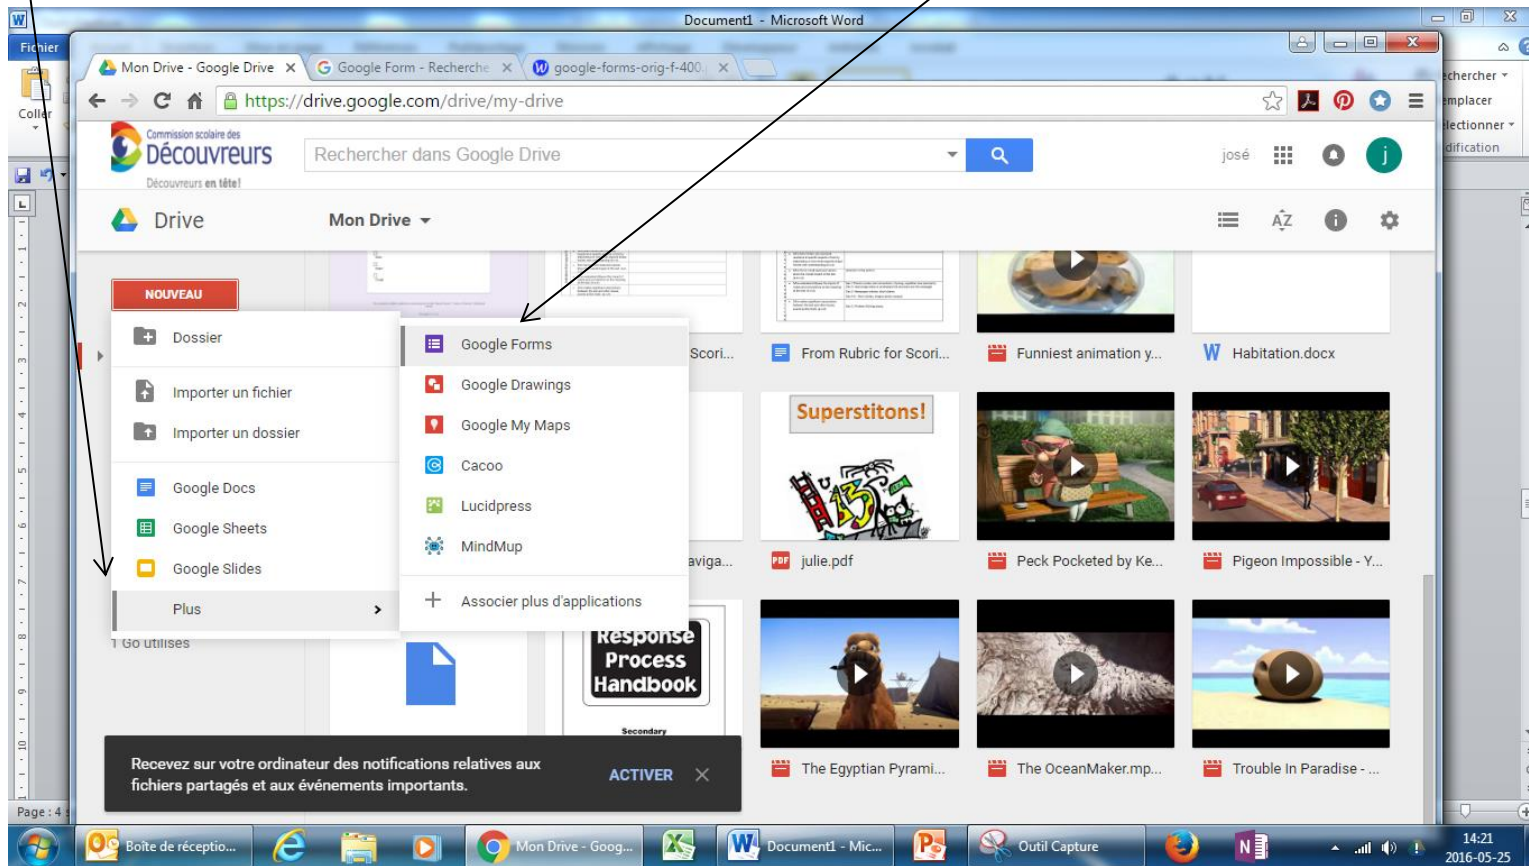 Document1 - Microsoft Word
Fichier
Coller
Mon Drive - Google Drive
Google Form - Recherche
google-forms-orig-f-400.
https://drive.google.com/drive/my-drive
Commission scolaire des
Découvreurs
Découvreurs en tête!
Rechercher dans Google Drive
josé
j
Drive
Mon Drive
AZ
NOUVEAU
Dossier
Importer un fichier
Importer un dossier
Google Docs
Google Sheets
Google Slides
Plus
1 Go utilisés
Google Forms
Google Drawings
Google My Maps
Cacoo
Lucidpress
MindMup
Associer plus d'applications
Scori...
From Rubric for Scori...
Funniest animation y...
Habitation.docx
Superstitons!
13
julie.pdf
Peck Pocketed by Ke...
Pigeon Impossible - Y...
Response
Process
Handbook
Secondary
The Egyptian Pyrami...
The OceanMaker.mp...
Trouble In Paradise - ...
Recevez sur votre ordinateur des notifications relatives aux
fichiers partagés et aux événements importants.
ACTIVER
Page : 4
Boîte de réceptio...
Mon Drive - Goog...
Document1 - Mic...
Outil Capture
14:21
2016-05-25